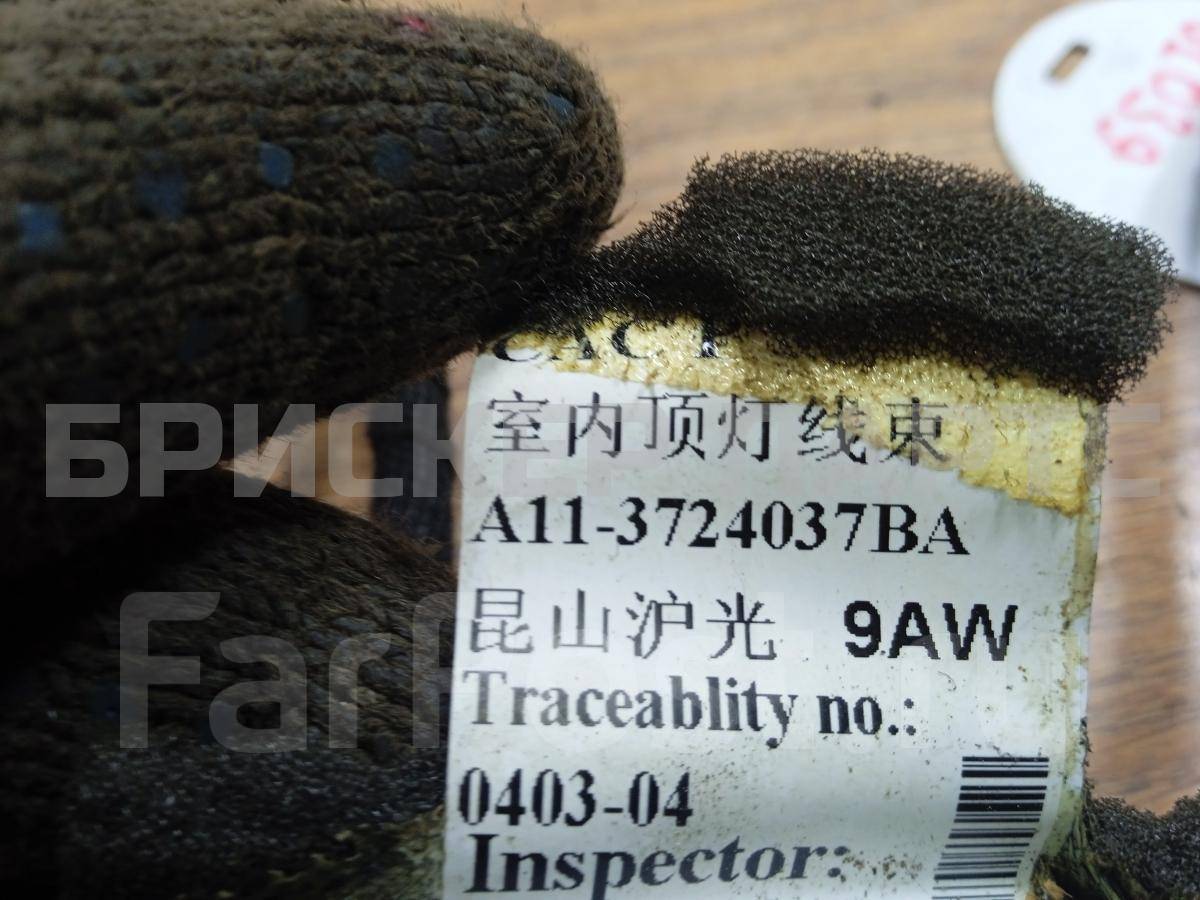 室内顶灯线束
A11-3724037BA
昆山沪光 9AW
Traceablity no.:
0403-04
Inspector: